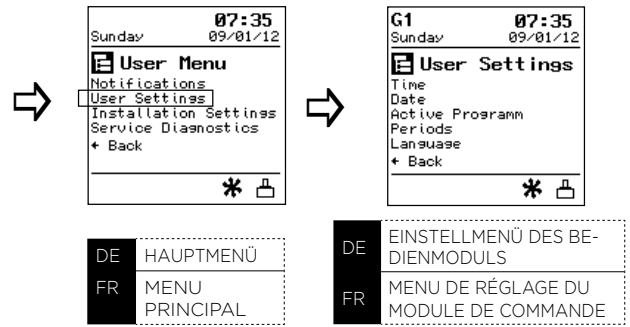 07:35
Sunday 09/01/12
User Menu
Notifications
User Settings
Installation Settings
Service Diagnostics
← Back
G1 07:35
Sunday 09/01/12
User Settings
Time
Date
Active Programm
Periods
Language
← Back
DE HAUPTMENÜ
FR MENU
PRINCIPAL
DE EINSTELLMENÜ DES BE-
DIENMODULS
FR MENU DE RÉGLAGE DU
MODULE DE COMMANDE